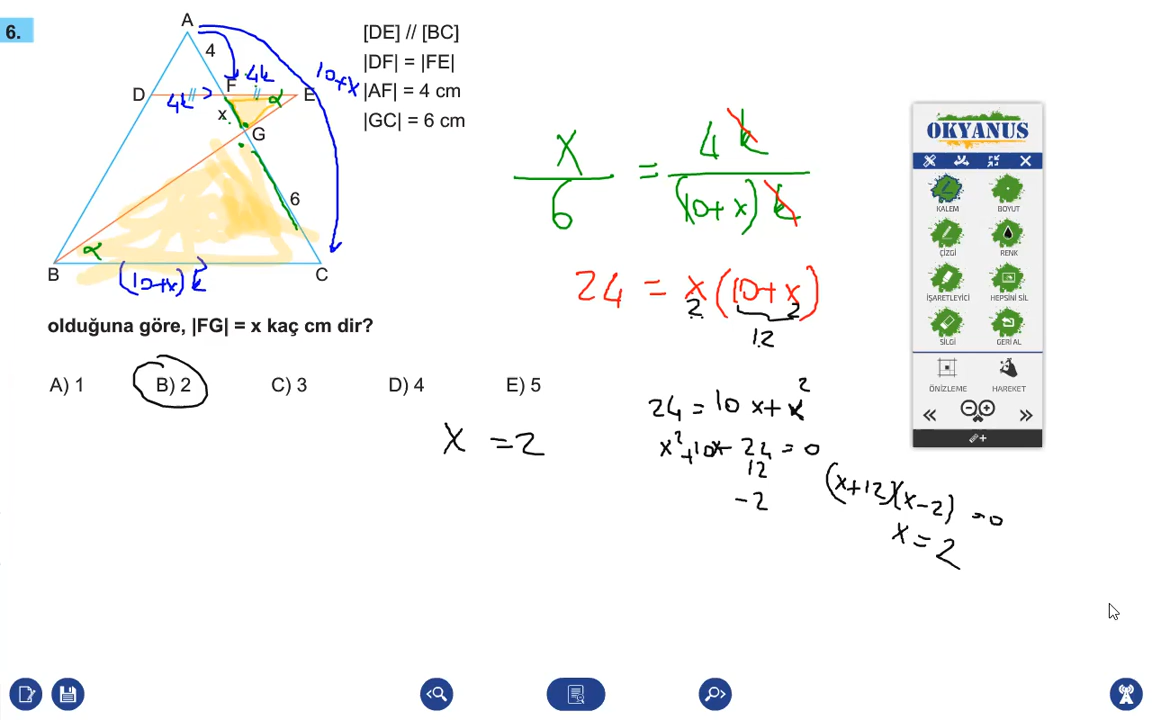 6.
A
4
4k
10+x
D
4k
F
α
E
x
G
6
α
B
(10+x)k
C
[DE] // [BC]
|DF| = |FE|
|AF| = 4 cm
|GC| = 6 cm
x/6 = 4k/(10+x)k
24 = x(10+x)
2 2
12
olduğuna göre, |FG| = x kaç cm dir?
A) 1 B) 2 C) 3 D) 4 E) 5
x = 2
24 = 10x+x²
x²+10x-24=0
12
-2
(x+12)(x-2)=0
x=2
OKYANUS
KALEM BOYUT
ÇİZGİ RENK
İŞARETLEYİCİ HEPSİNİ SİL
SİLGİ GERİ AL
ÖNİZLEME HAREKET